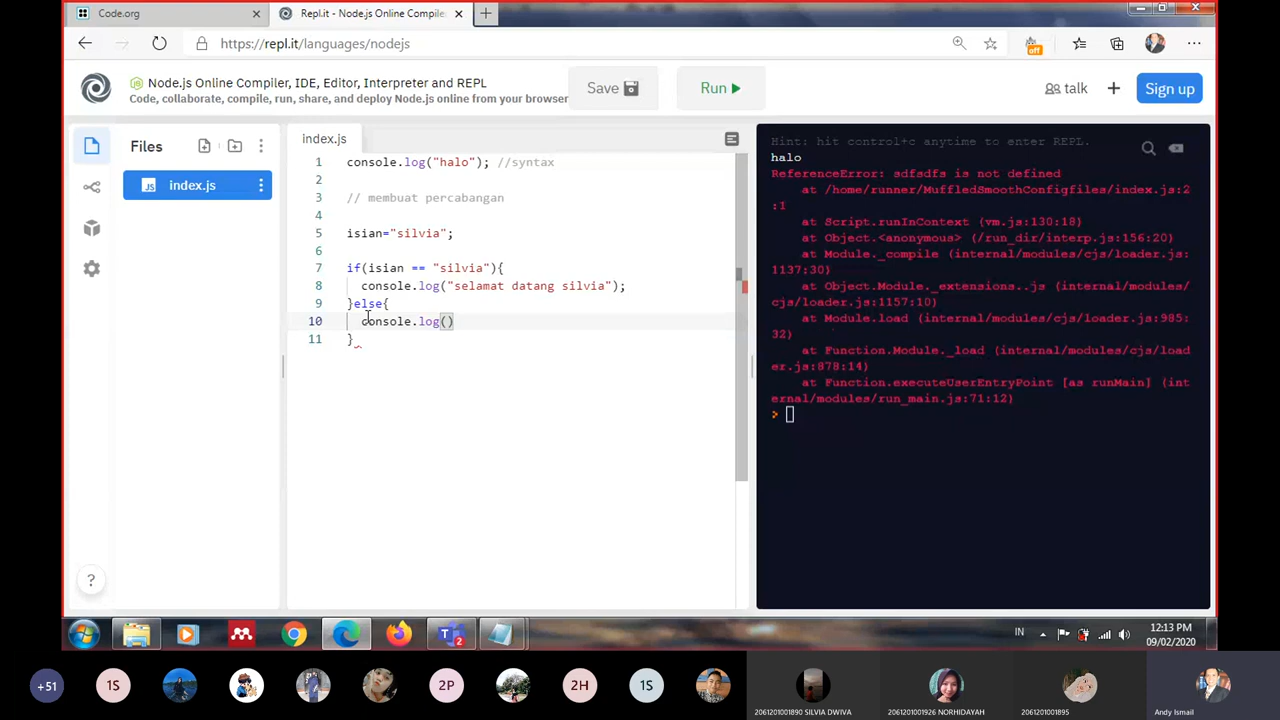 Code.org
Repl.it - Node.js Online Compile
https://repl.it/languages/nodejs
off
Node.js Online Compiler, IDE, Editor, Interpreter and REPL
Code, collaborate, compile, run, share, and deploy Node.js online from your browser
Save
Run
talk
Sign up
Files
index.js
index.js
1 console.log("halo"); //syntax
2
3 // membuat percabangan
4
5 isian="silvia";
6
7 if(isian == "silvia"){
8 console.log("selamat datang silvia");
9 }else{
10 console.log()
11 }
Hint: hit control+c anytime to enter REPL.
halo
ReferenceError: sdfsdfs is not defined
at /home/runner/MuffledSmoothConfigfiles/index.js:2
:1
at Script.runInContext (vm.js:130:18)
at Object.<anonymous> (/run_dir/interp.js:156:20)
at Module._compile (internal/modules/cjs/loader.js:
1137:30)
at Object.Module._extensions..js (internal/modules/
cjs/loader.js:1157:10)
at Module.load (internal/modules/cjs/loader.js:985:
32)
at Function.Module._load (internal/modules/cjs/load
er.js:878:14)
at Function.executeUserEntryPoint [as runMain] (int
ernal/modules/run_main.js:71:12)
>
?
2
IN
12:13 PM
09/02/2020
+51
1S
2P
2H
1S
2061201001890 SILVIA DWIVA
2061201001926 NORHIDAYAH
2061201001895
Andy Ismail